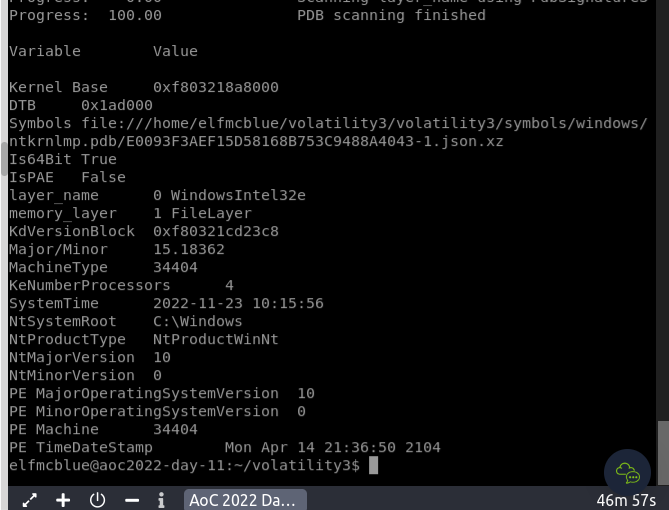 Progress:    0.00               Scanning layer_name using PdbSignatureS
Progress:  100.00               PDB scanning finished
Variable        Value
Kernel Base     0xf803218a8000
DTB     0x1ad000
Symbols file:///home/elfmcblue/volatility3/volatility3/symbols/windows/
ntkrnlmp.pdb/E0093F3AEF15D58168B753C9488A4043-1.json.xz
Is64Bit True
IsPAE   False
layer_name      0 WindowsIntel32e
memory_layer    1 FileLayer
KdVersionBlock  0xf80321cd23c8
Major/Minor     15.18362
MachineType     34404
KeNumberProcessors      4
SystemTime      2022-11-23 10:15:56
NtSystemRoot    C:\Windows
NtProductType   NtProductWinNt
NtMajorVersion  10
NtMinorVersion  0
PE MajorOperatingSystemVersion  10
PE MinorOperatingSystemVersion  0
PE Machine      34404
PE TimeDateStamp        Mon Apr 14 21:36:50 2104
elfmcblue@aoc2022-day-11:~/volatility3$
AoC 2022 Da... 46m 57s